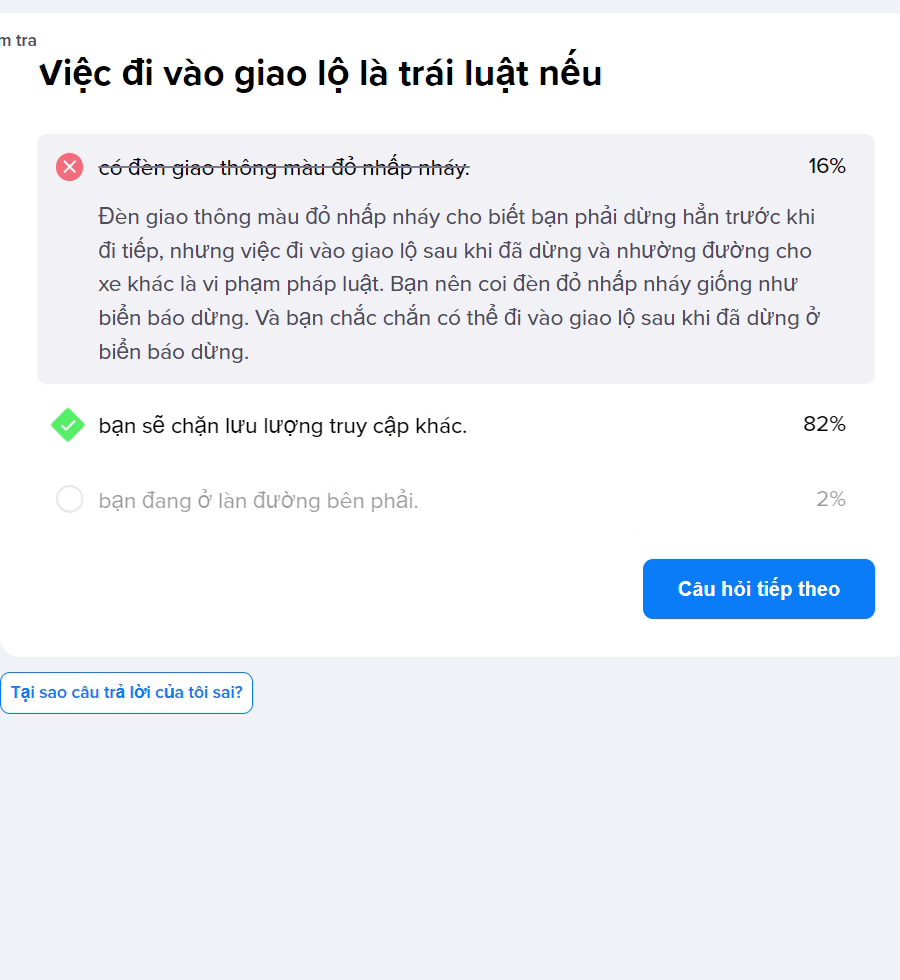 m tra
Việc đi vào giao lộ là trái luật nếu
có đèn giao thông màu đỏ nhấp nháy. 16%
Đèn giao thông màu đỏ nhấp nháy cho biết bạn phải dừng hẳn trước khi
đi tiếp, nhưng việc đi vào giao lộ sau khi đã dừng và nhường đường cho
xe khác là vi phạm pháp luật. Bạn nên coi đèn đỏ nhấp nháy giống như
biển báo dừng. Và bạn chắc chắn có thể đi vào giao lộ sau khi đã dừng ở
biển báo dừng.
bạn sẽ chặn lưu lượng truy cập khác. 82%
bạn đang ở làn đường bên phải. 2%
Câu hỏi tiếp theo
Tại sao câu trả lời của tôi sai?